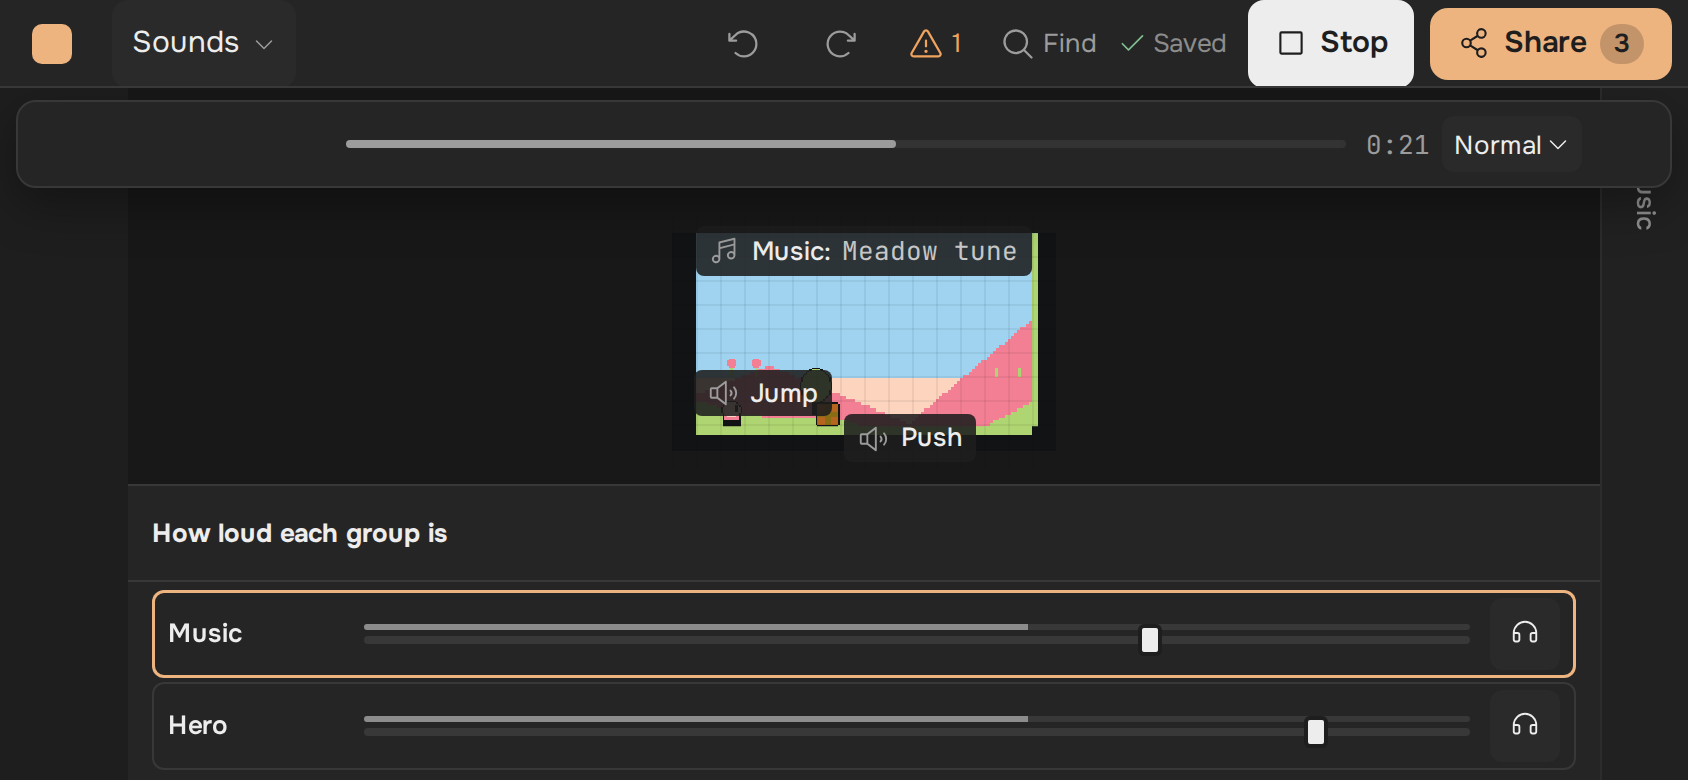 Sounds
1
Find
Saved
Stop
Share 3
0:21
Normal
Music: Meadow tune
Jump
Push
How loud each group is
Music
Hero